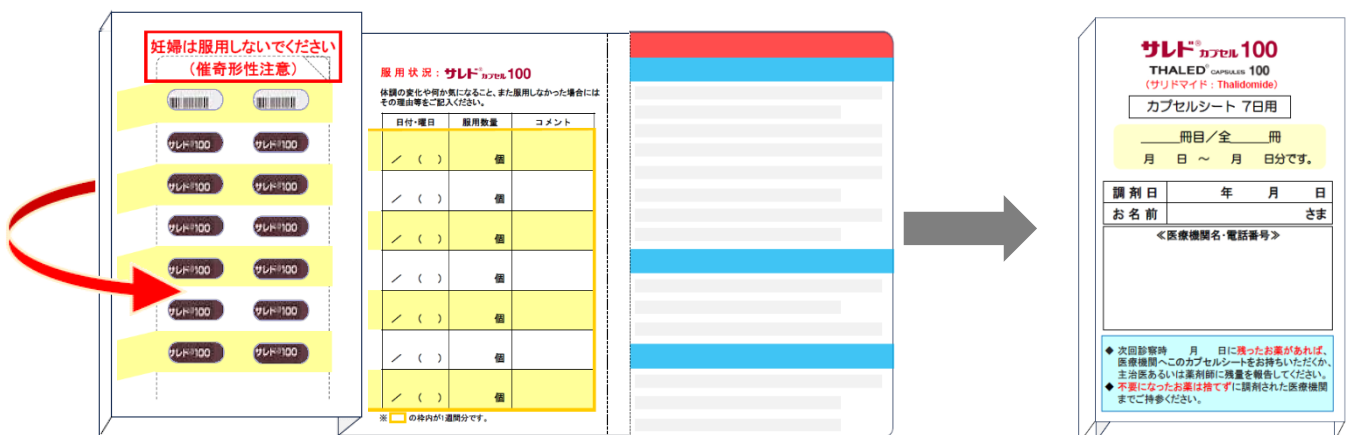 妊婦は服用しないでください
（催奇形性注意）
サレド®100 サレド®100
サレド®100 サレド®100
サレド®100 サレド®100
サレド®100 サレド®100
サレド®100 サレド®100
サレド®100 サレド®100
服用状況：サレド®カプセル100
体調の変化や何か気になること、また服用しなかった場合には
その理由等をご記入ください。
日付・曜日 服用数量 コメント
／ （ ） 個
／ （ ） 個
／ （ ） 個
／ （ ） 個
／ （ ） 個
／ （ ） 個
／ （ ） 個
※ の枠内が1週間分です。
サレド®カプセル100
THALED® CAPSULES 100
（サリドマイド：Thalidomide）
カプセルシート 7日用
＿＿＿冊目／全＿＿＿冊
月 日 ～ 月 日分です。
調剤日 年 月 日
お名前 さま
≪医療機関名・電話番号≫
◆ 次回診察時 月 日に残ったお薬があれば、
医療機関へこのカプセルシートをお持ちいただくか、
主治医あるいは薬剤師に残量を報告してください。
◆ 不要になったお薬は捨てずに調剤された医療機関
までご持参ください。